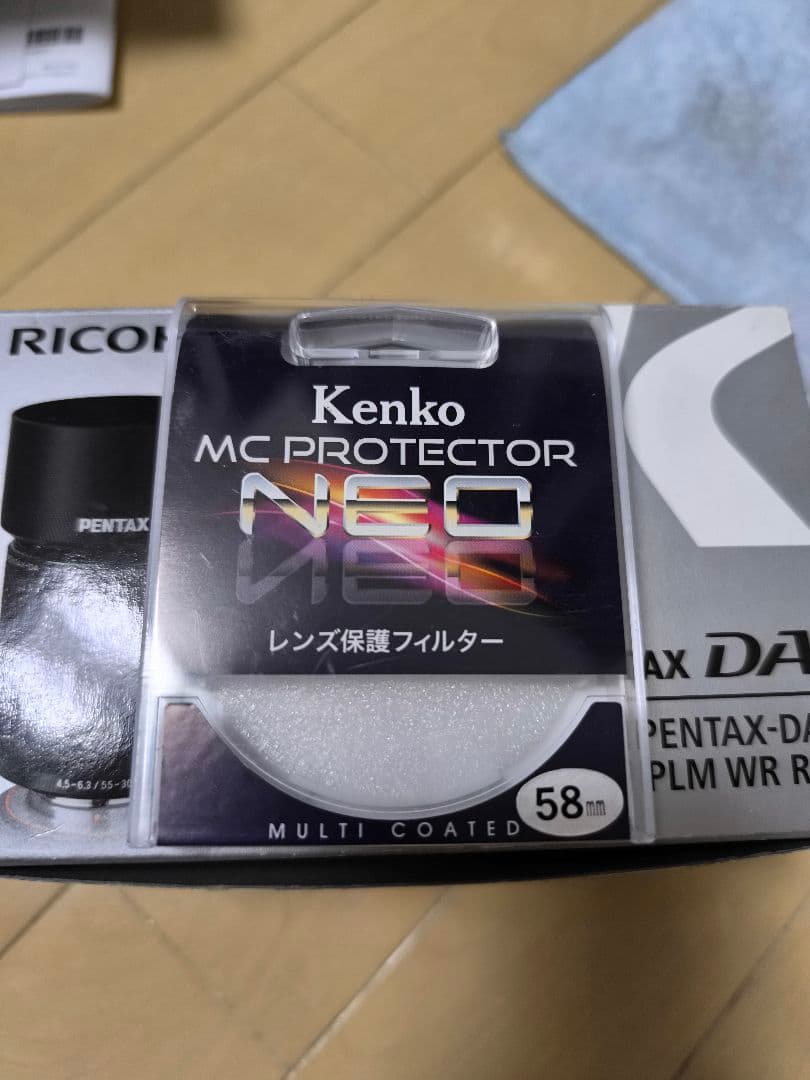 RICOH
Kenko
MC PROTECTOR
NEO
レンズ保護フィルター
58mm
MULTI COATED
PENTAX
4.5-6.3 / 55-30
AX DA
PENTAX-DA
PLM WR R